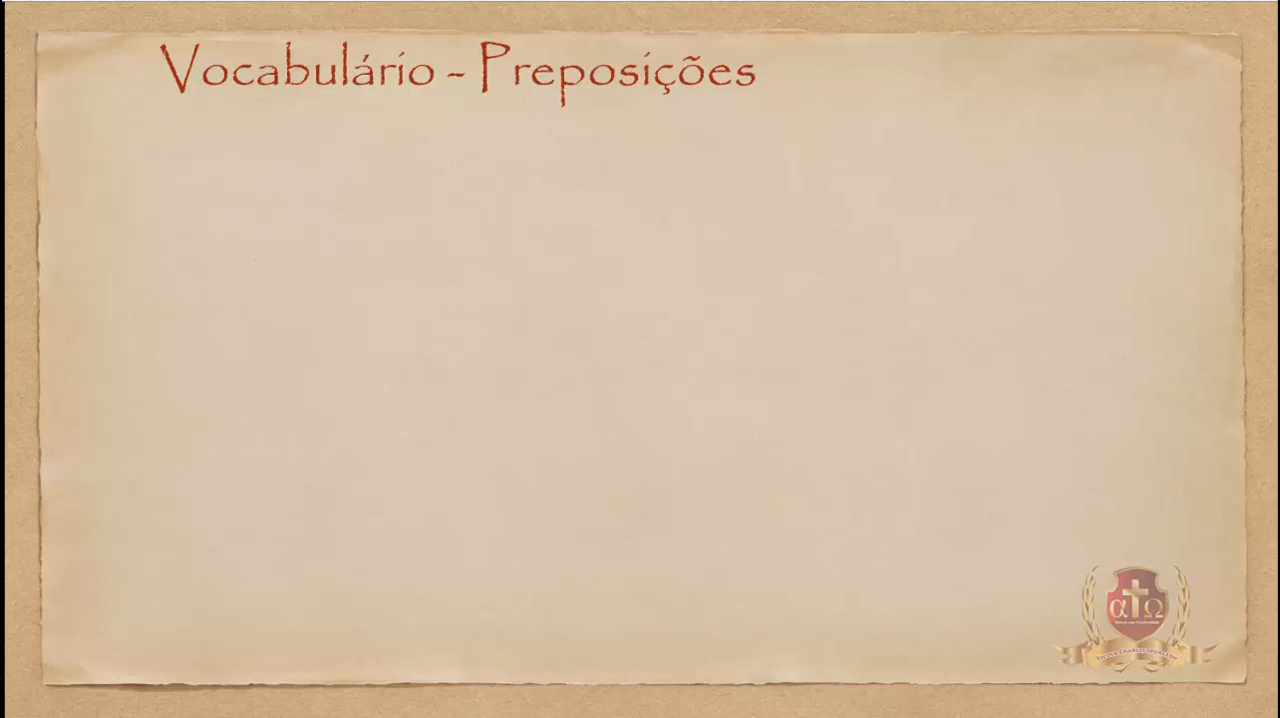 Vocabulário - Preposições
α Ω